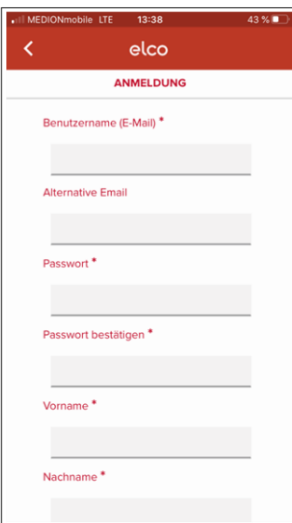 MEDIONmobile LTE 13:38 43 %
elco
ANMELDUNG
Benutzername (E-Mail) *
Alternative Email
Passwort *
Passwort bestätigen *
Vorname *
Nachname *